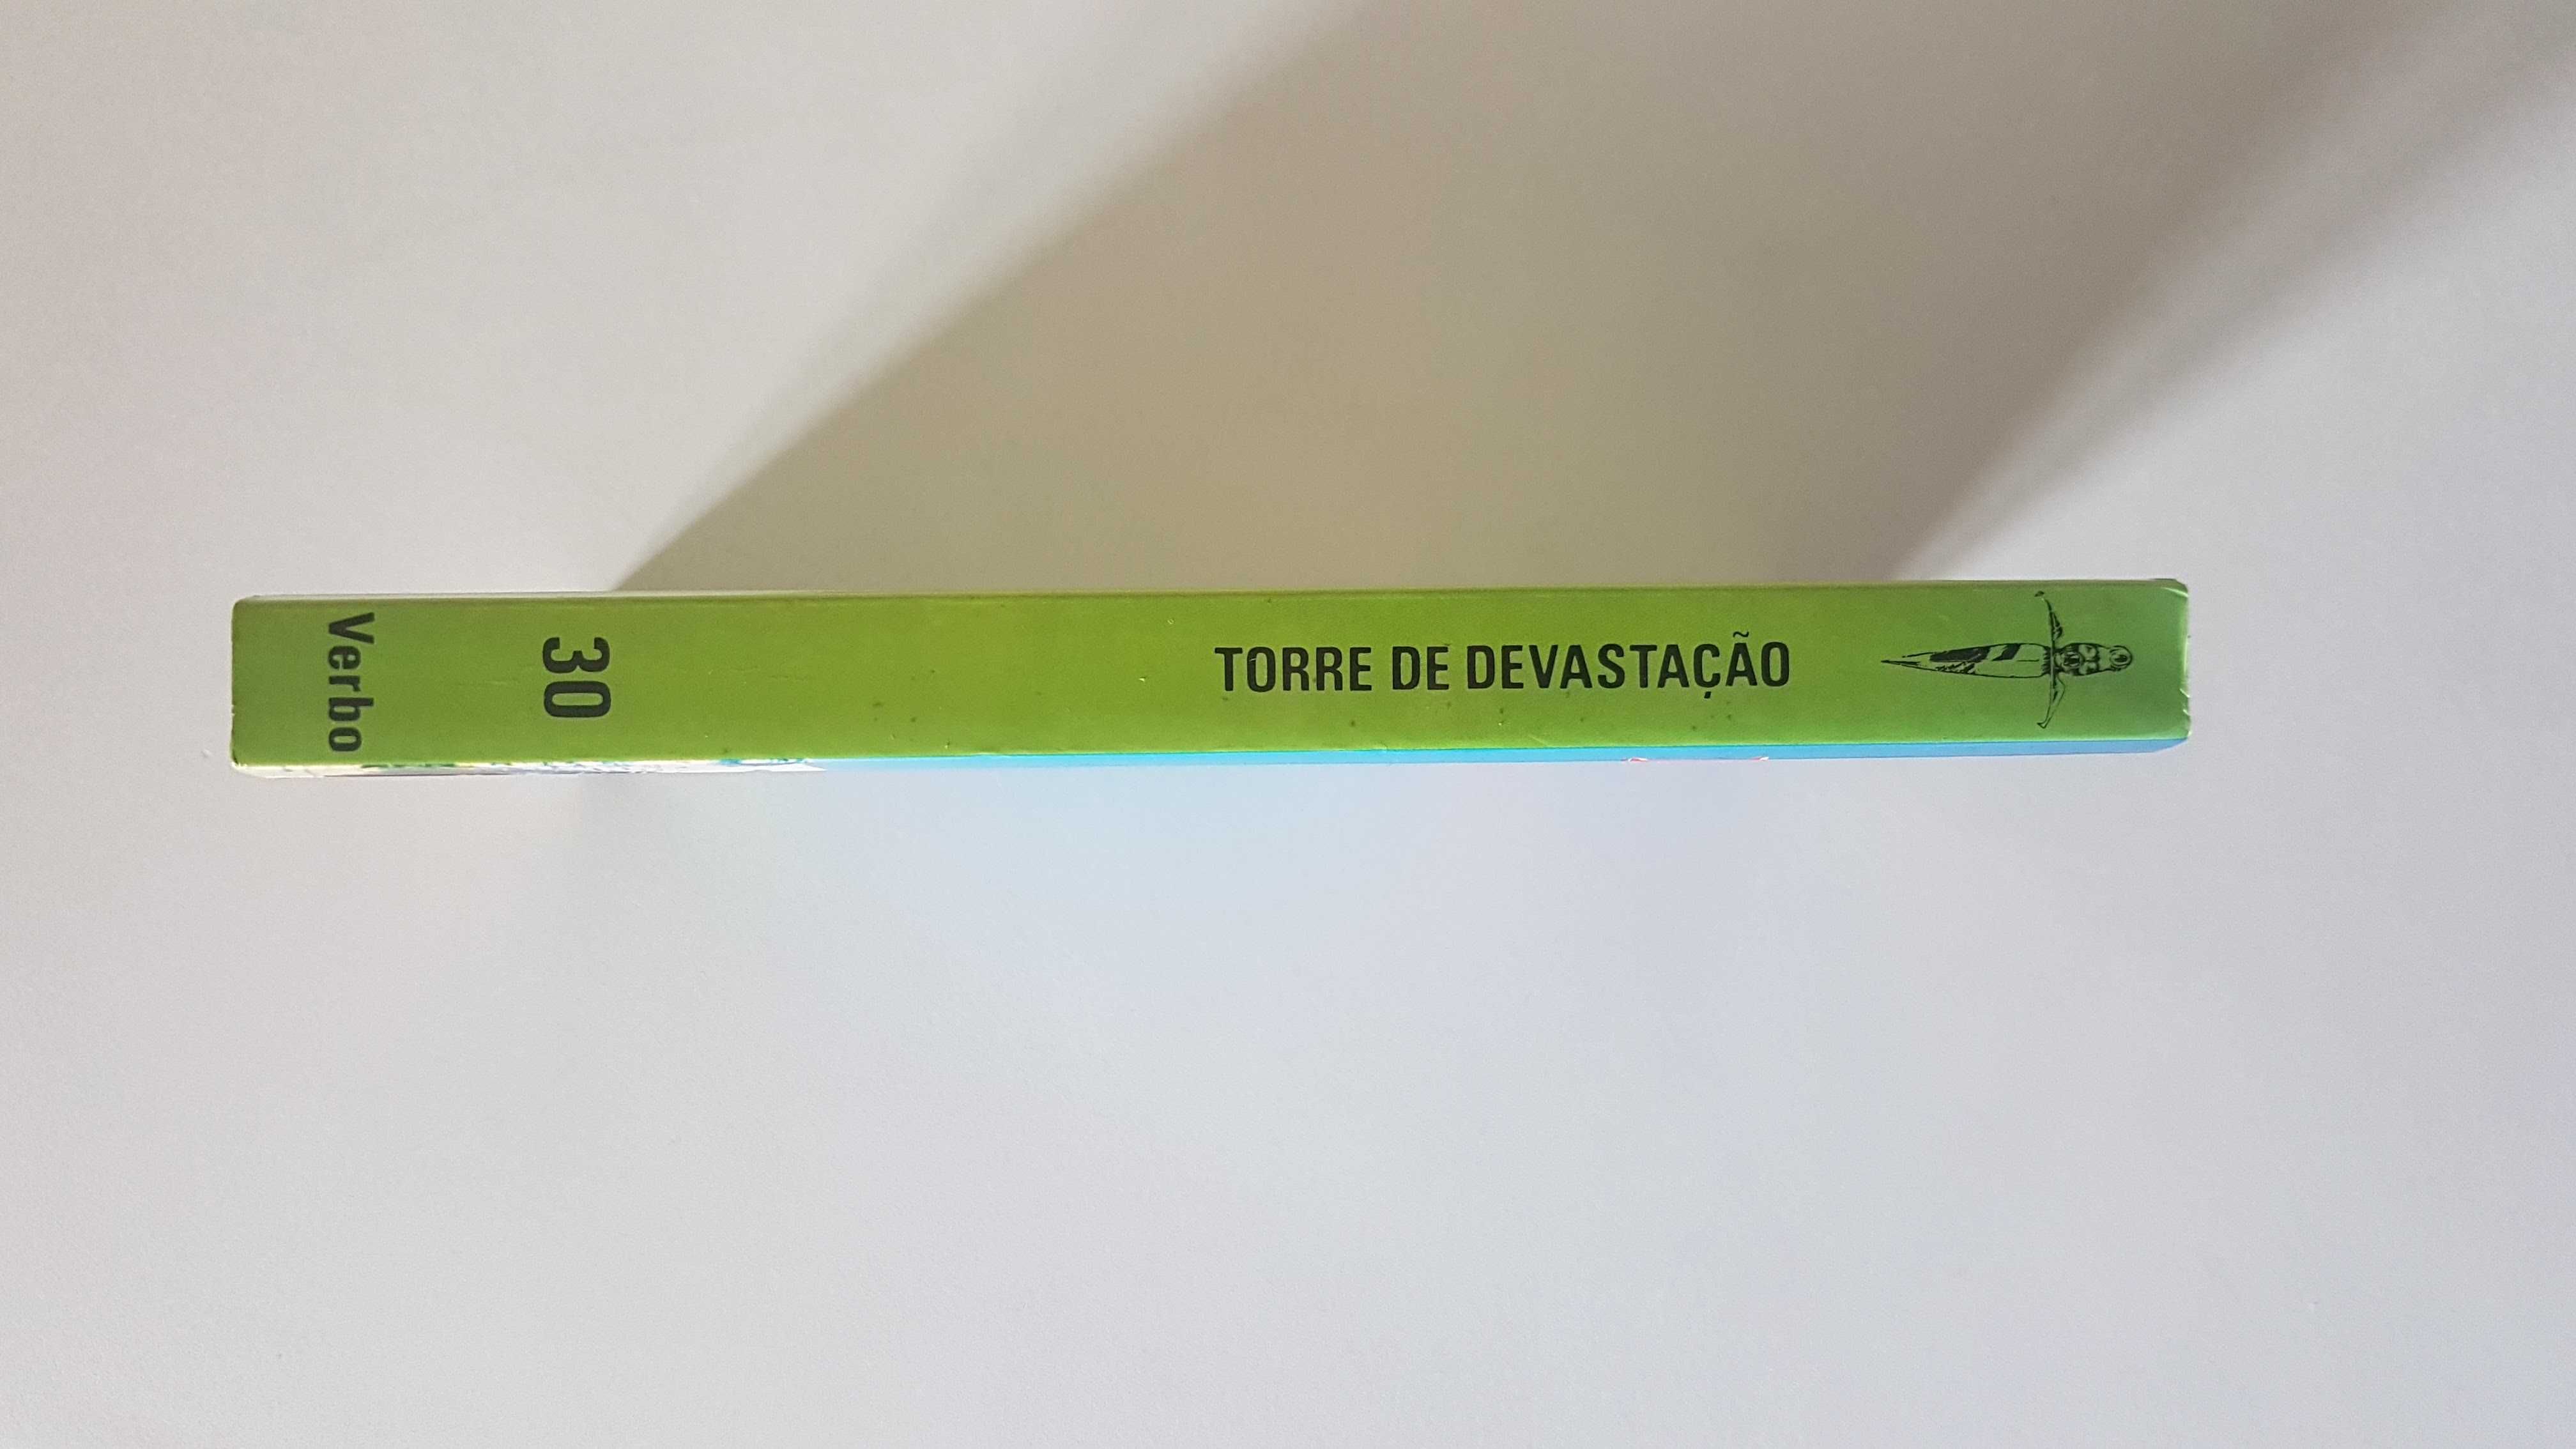 Verbo
30
TORRE DE DEVASTAÇÃO